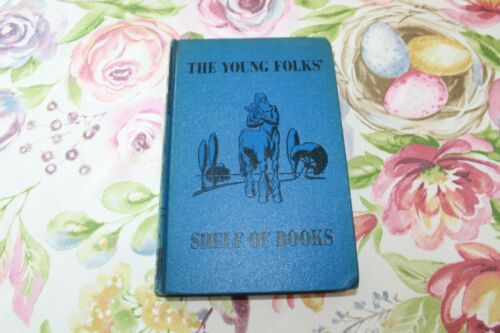 THE YOUNG FOLKS'
SHELF OF BOOKS